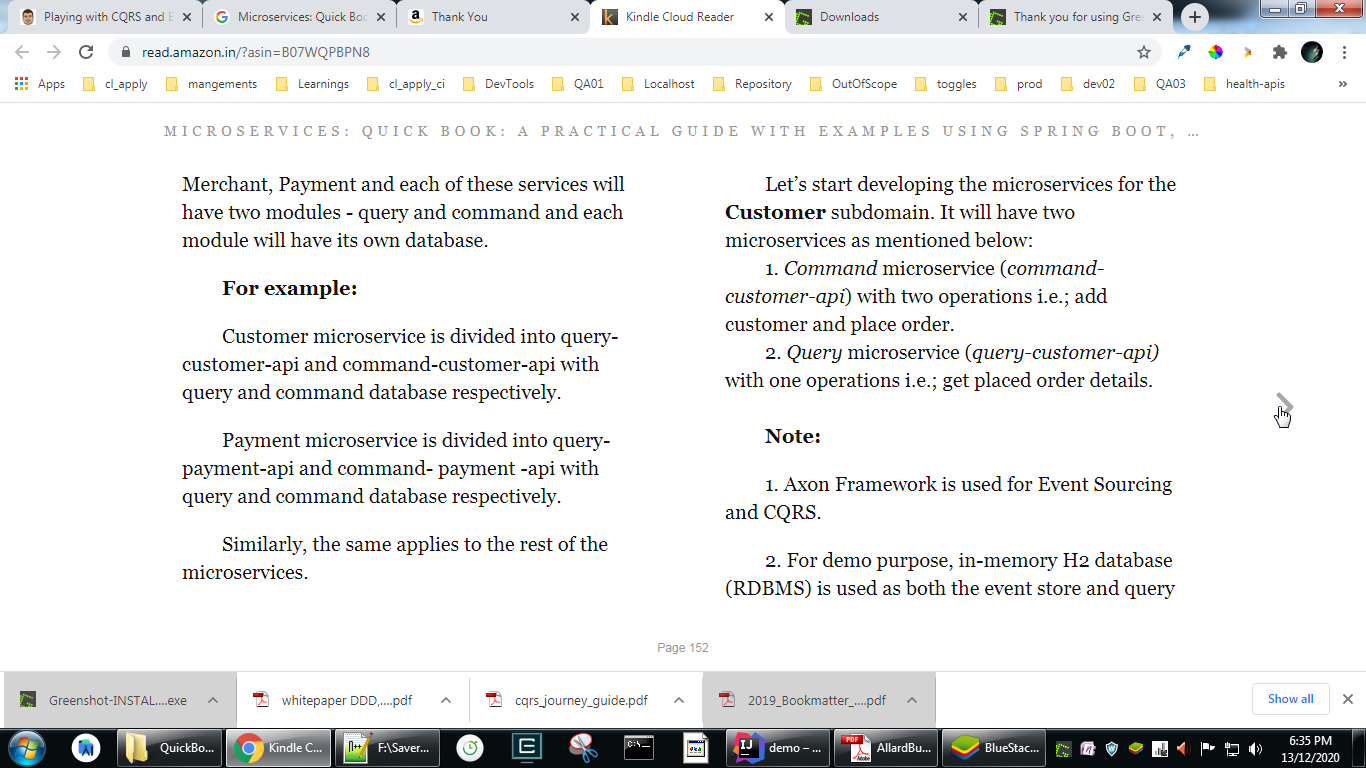 Playing with CQRS and E
Microservices: Quick Boo
Thank You
Kindle Cloud Reader
Downloads
Thank you for using Gre
read.amazon.in/?asin=B07WQPBPN8
Apps
cl_apply
mangements
Learnings
cl_apply_ci
DevTools
QA01
Localhost
Repository
OutOfScope
toggles
prod
dev02
QA03
health-apis
»
MICROSERVICES: QUICK BOOK: A PRACTICAL GUIDE WITH EXAMPLES USING SPRING BOOT, …
Merchant, Payment and each of these services will
have two modules - query and command and each
module will have its own database.
For example:
Customer microservice is divided into query-
customer-api and command-customer-api with
query and command database respectively.
Payment microservice is divided into query-
payment-api and command- payment -api with
query and command database respectively.
Similarly, the same applies to the rest of the
microservices.
Let’s start developing the microservices for the
Customer subdomain. It will have two
microservices as mentioned below:
1. Command microservice (command-
customer-api) with two operations i.e.; add
customer and place order.
2. Query microservice (query-customer-api)
with one operations i.e.; get placed order details.
Note:
1. Axon Framework is used for Event Sourcing
and CQRS.
2. For demo purpose, in-memory H2 database
(RDBMS) is used as both the event store and query
Page 152
Greenshot-INSTAL....exe
whitepaper DDD,....pdf
cqrs_journey_guide.pdf
2019_Bookmatter_....pdf
Show all
QuickBo...
Kindle C...
F:\Saver...
demo – ...
AllardBu...
BlueStac...
6:35 PM
13/12/2020